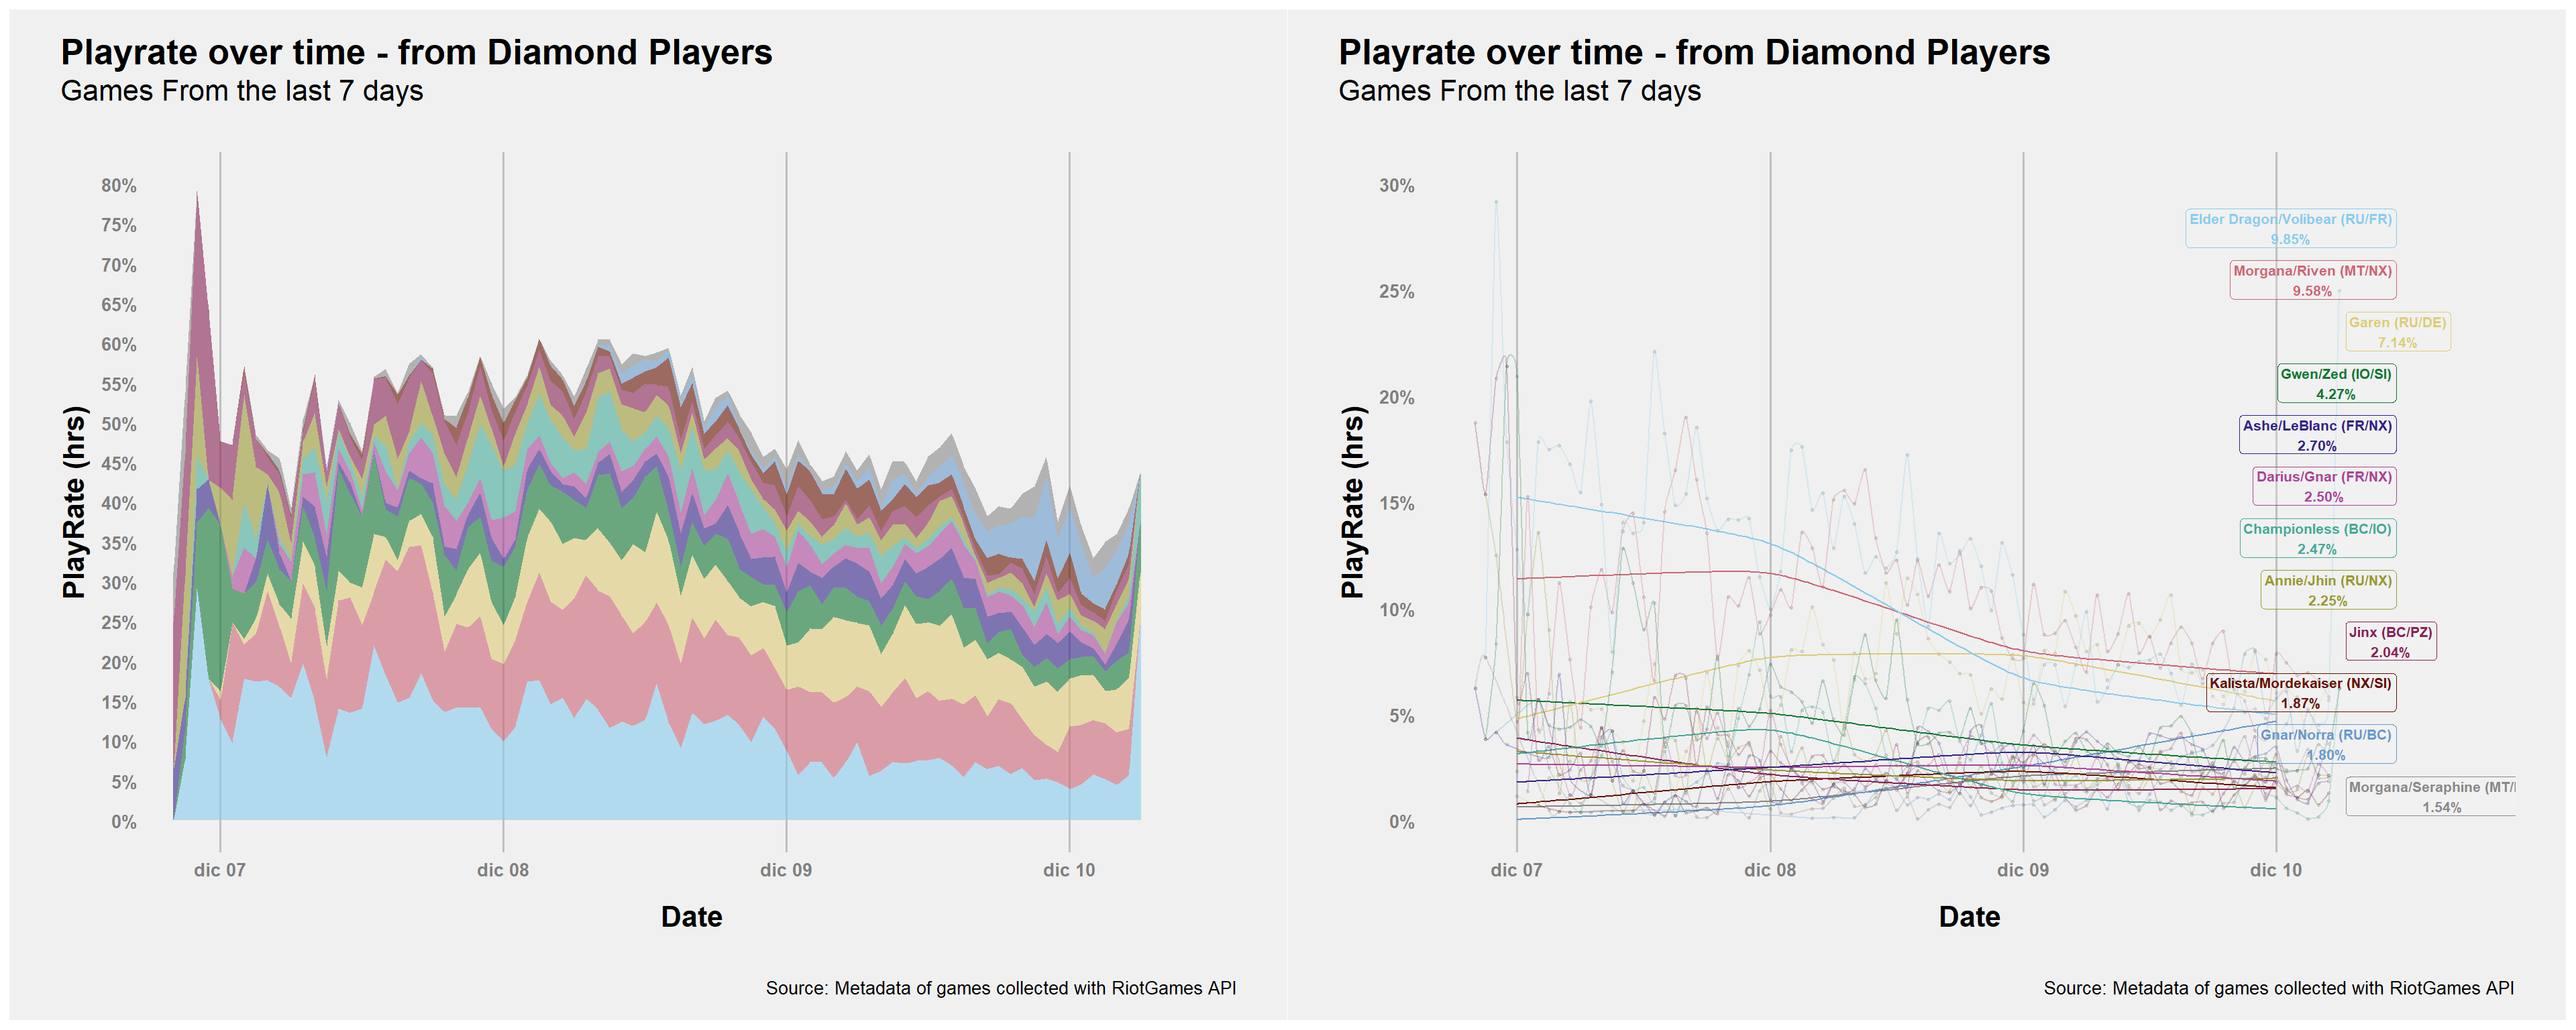 Playrate over time - from Diamond Players
Games From the last 7 days
PlayRate (hrs)
80%
75%
70%
65%
60%
55%
50%
45%
40%
35%
30%
25%
20%
15%
10%
5%
0%
dic 07
dic 08
dic 09
dic 10
Date
Source: Metadata of games collected with RiotGames API
Playrate over time - from Diamond Players
Games From the last 7 days
PlayRate (hrs)
30%
25%
20%
15%
10%
5%
0%
Elder Dragon/Volibear (RU/FR)
9.85%
Morgana/Riven (MT/NX)
9.58%
Garen (RU/DE)
7.14%
Gwen/Zed (IO/SI)
4.27%
Ashe/LeBlanc (FR/NX)
2.70%
Darius/Gnar (FR/NX)
2.50%
Championless (BC/IO)
2.47%
Annie/Jhin (RU/NX)
2.25%
Jinx (BC/PZ)
2.04%
Kalista/Mordekaiser (NX/SI)
1.87%
Gnar/Norra (RU/BC)
1.80%
Morgana/Seraphine (MT/
1.54%
dic 07
dic 08
dic 09
dic 10
Date
Source: Metadata of games collected with RiotGames API